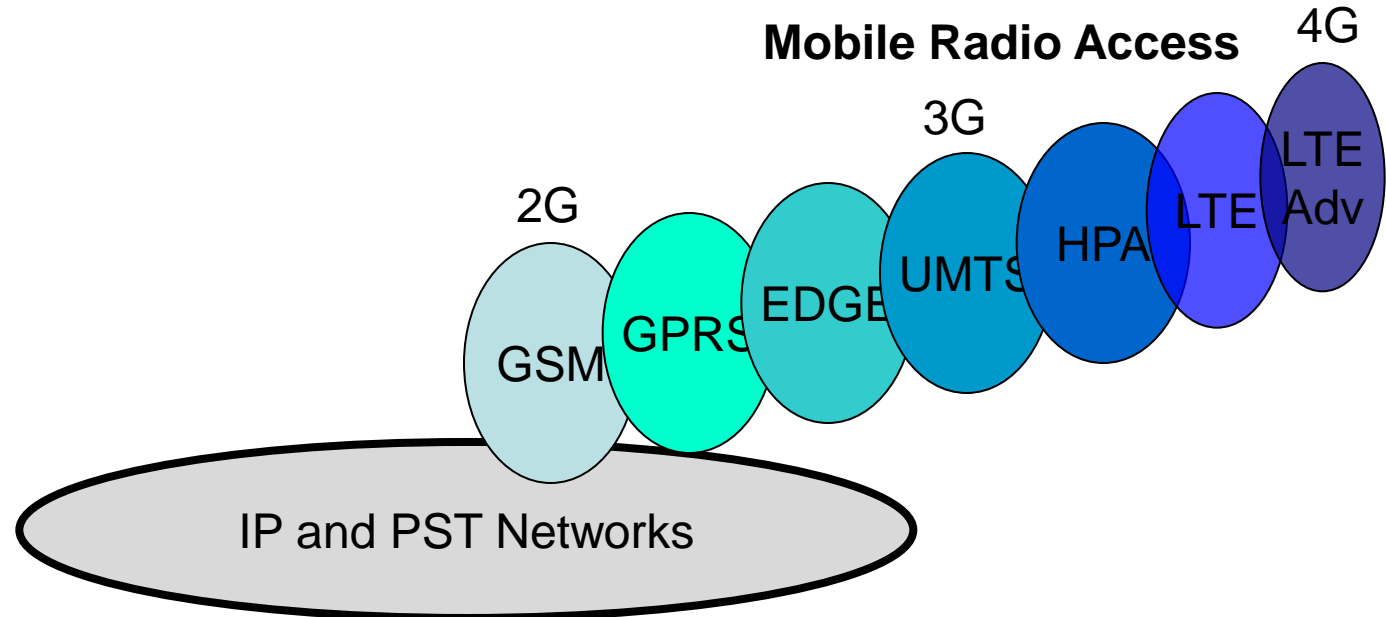 4G
Mobile Radio Access
3G
2G
GSM
GPRS
EDGE
UMTS
HPA
LTE
LTE
Adv
IP and PST Networks